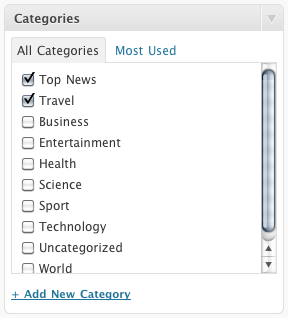 Categories
All Categories Most Used
Top News
Travel
Business
Entertainment
Health
Science
Sport
Technology
Uncategorized
World
+ Add New Category